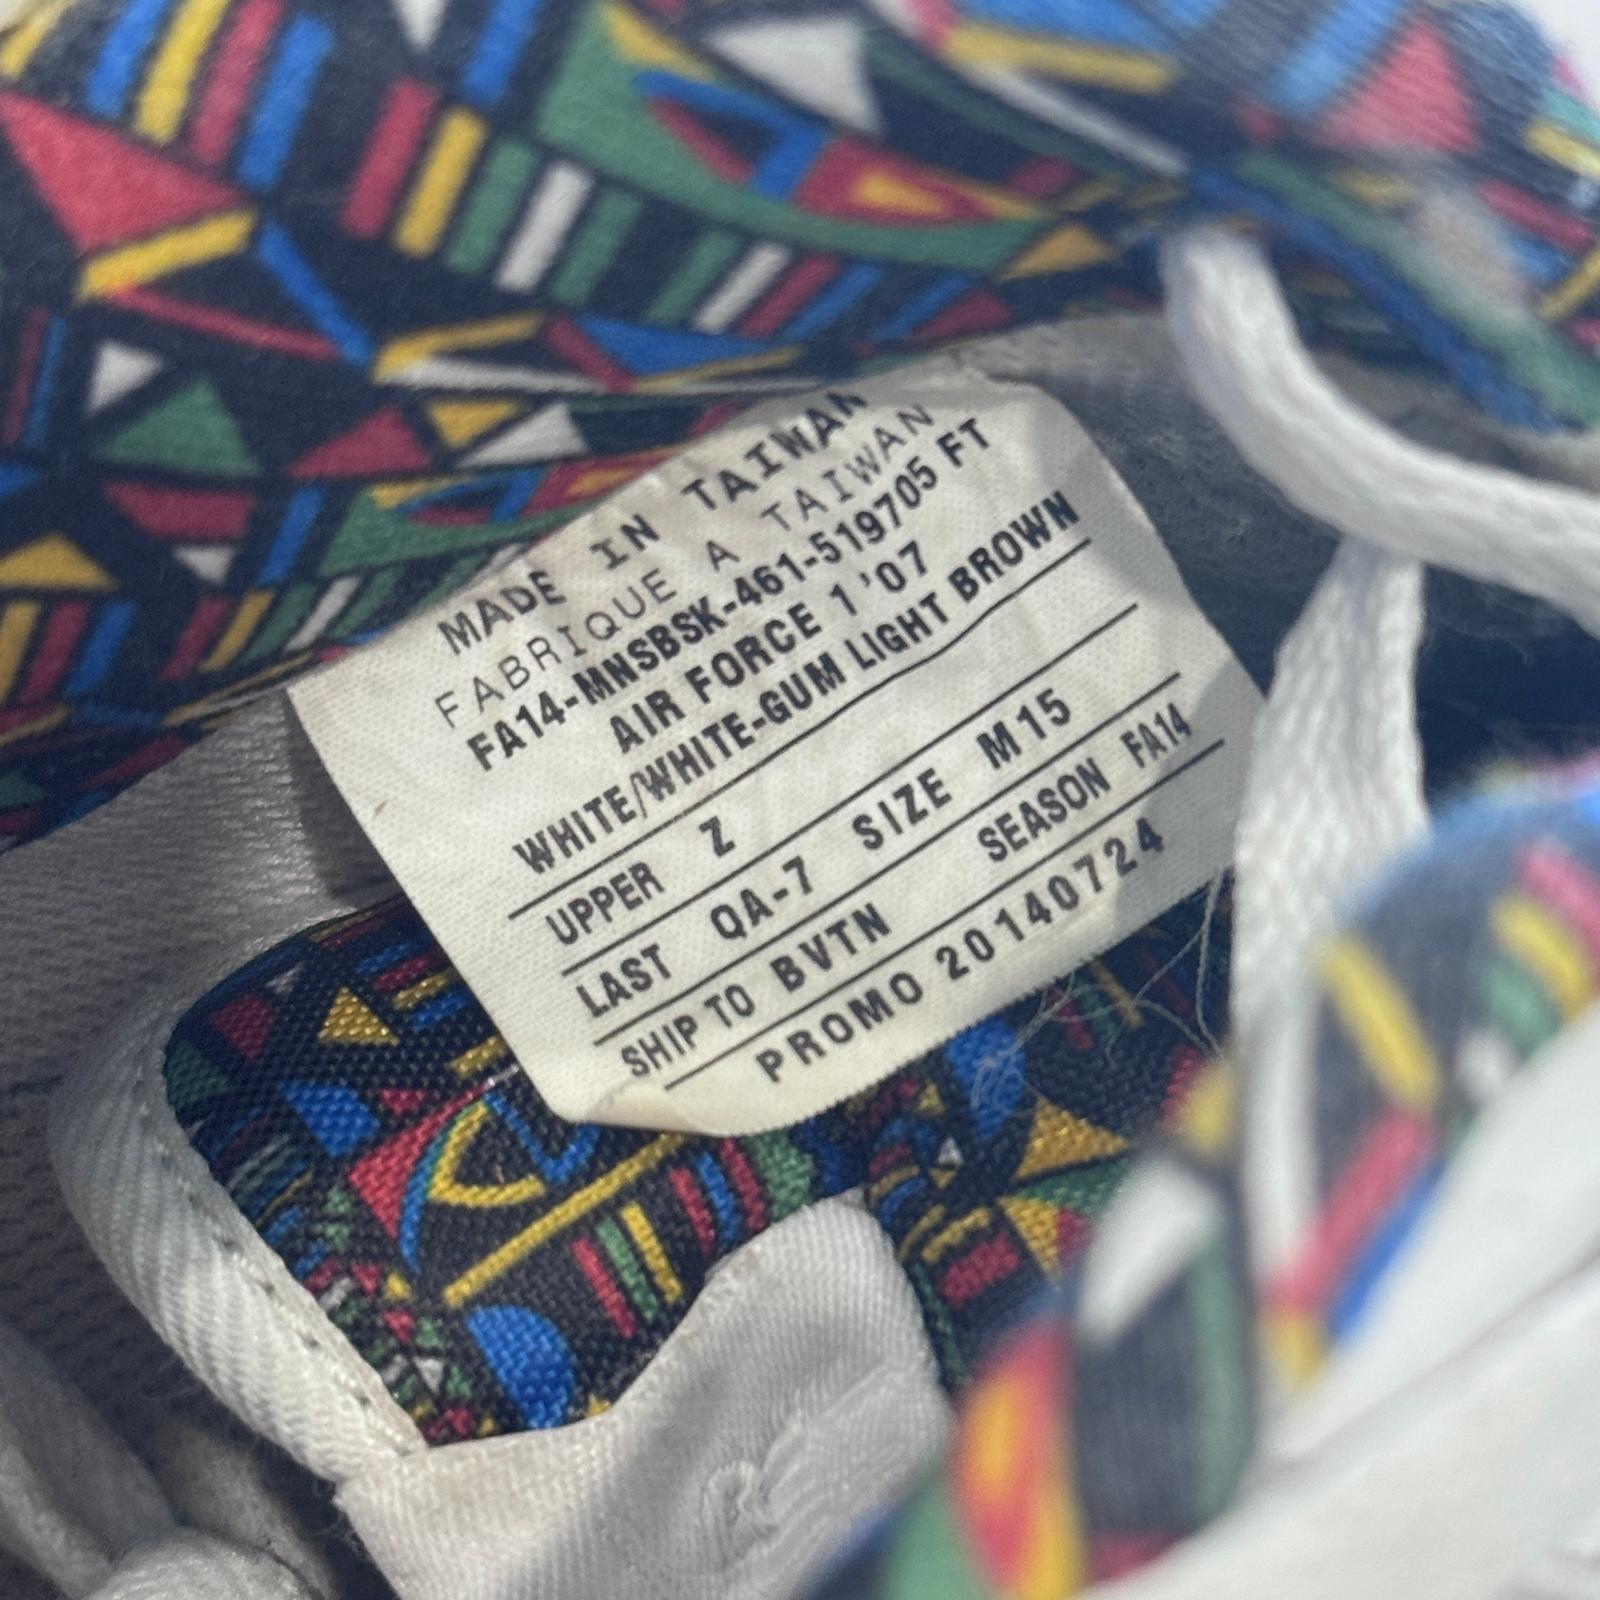 MADE IN TAIWAN
FABRIQUE A TAIWAN
FA14-MNSBSK-461-519705 FT
AIR FORCE 1 '07
WHITE/WHITE-GUM LIGHT BROWN
UPPER Z
LAST QA-7 SIZE M15
SHIP TO BVTN SEASON FA14
PROMO 20140724